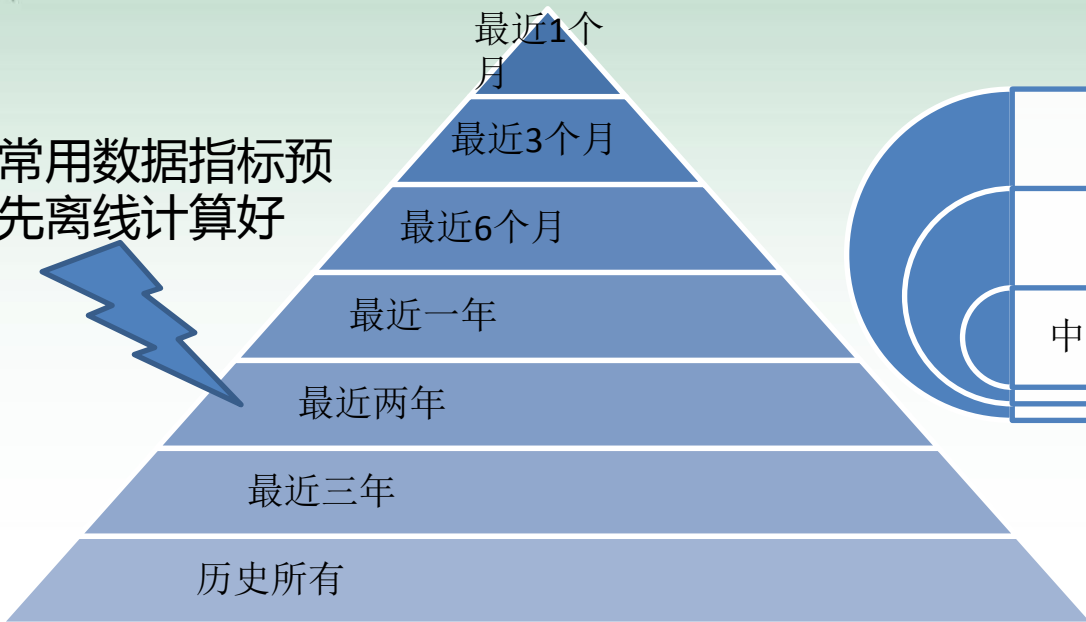 最近1个
月
最近3个月
常用数据指标预
先离线计算好
最近6个月
最近一年
中
最近两年
最近三年
历史所有